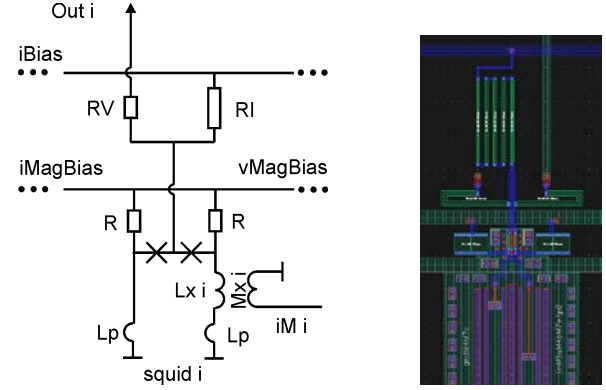 Out i
iBias
RV
RI
iMagBias
vMagBias
R
R
Lx i
Mx i
iM i
Lp
Lp
squid i